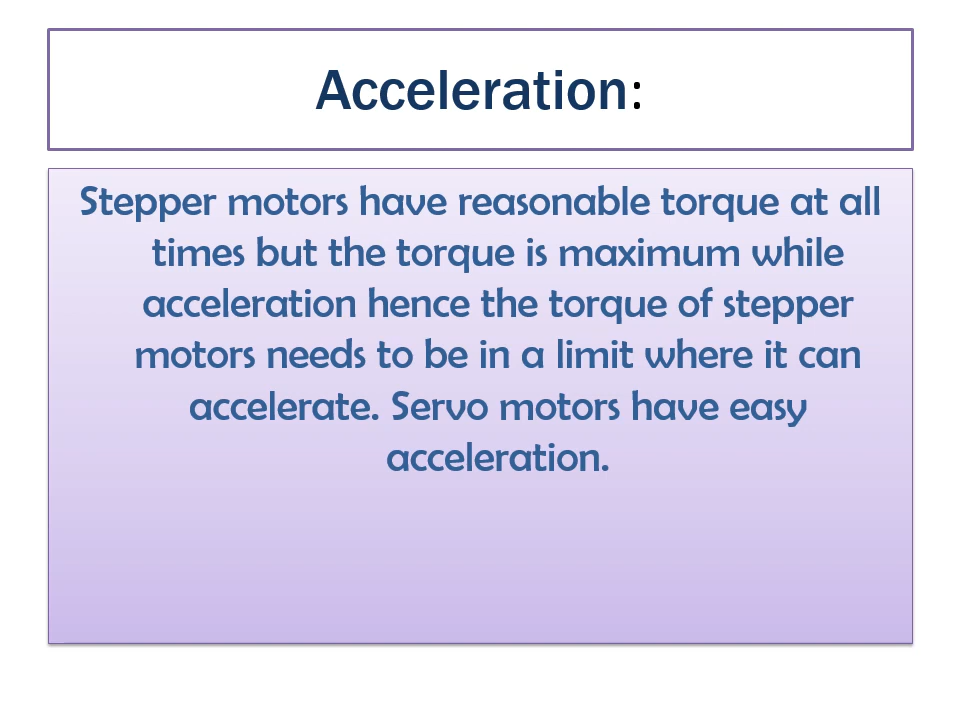 Acceleration:
Stepper motors have reasonable torque at all
times but the torque is maximum while
acceleration hence the torque of stepper
motors needs to be in a limit where it can
accelerate. Servo motors have easy
acceleration.